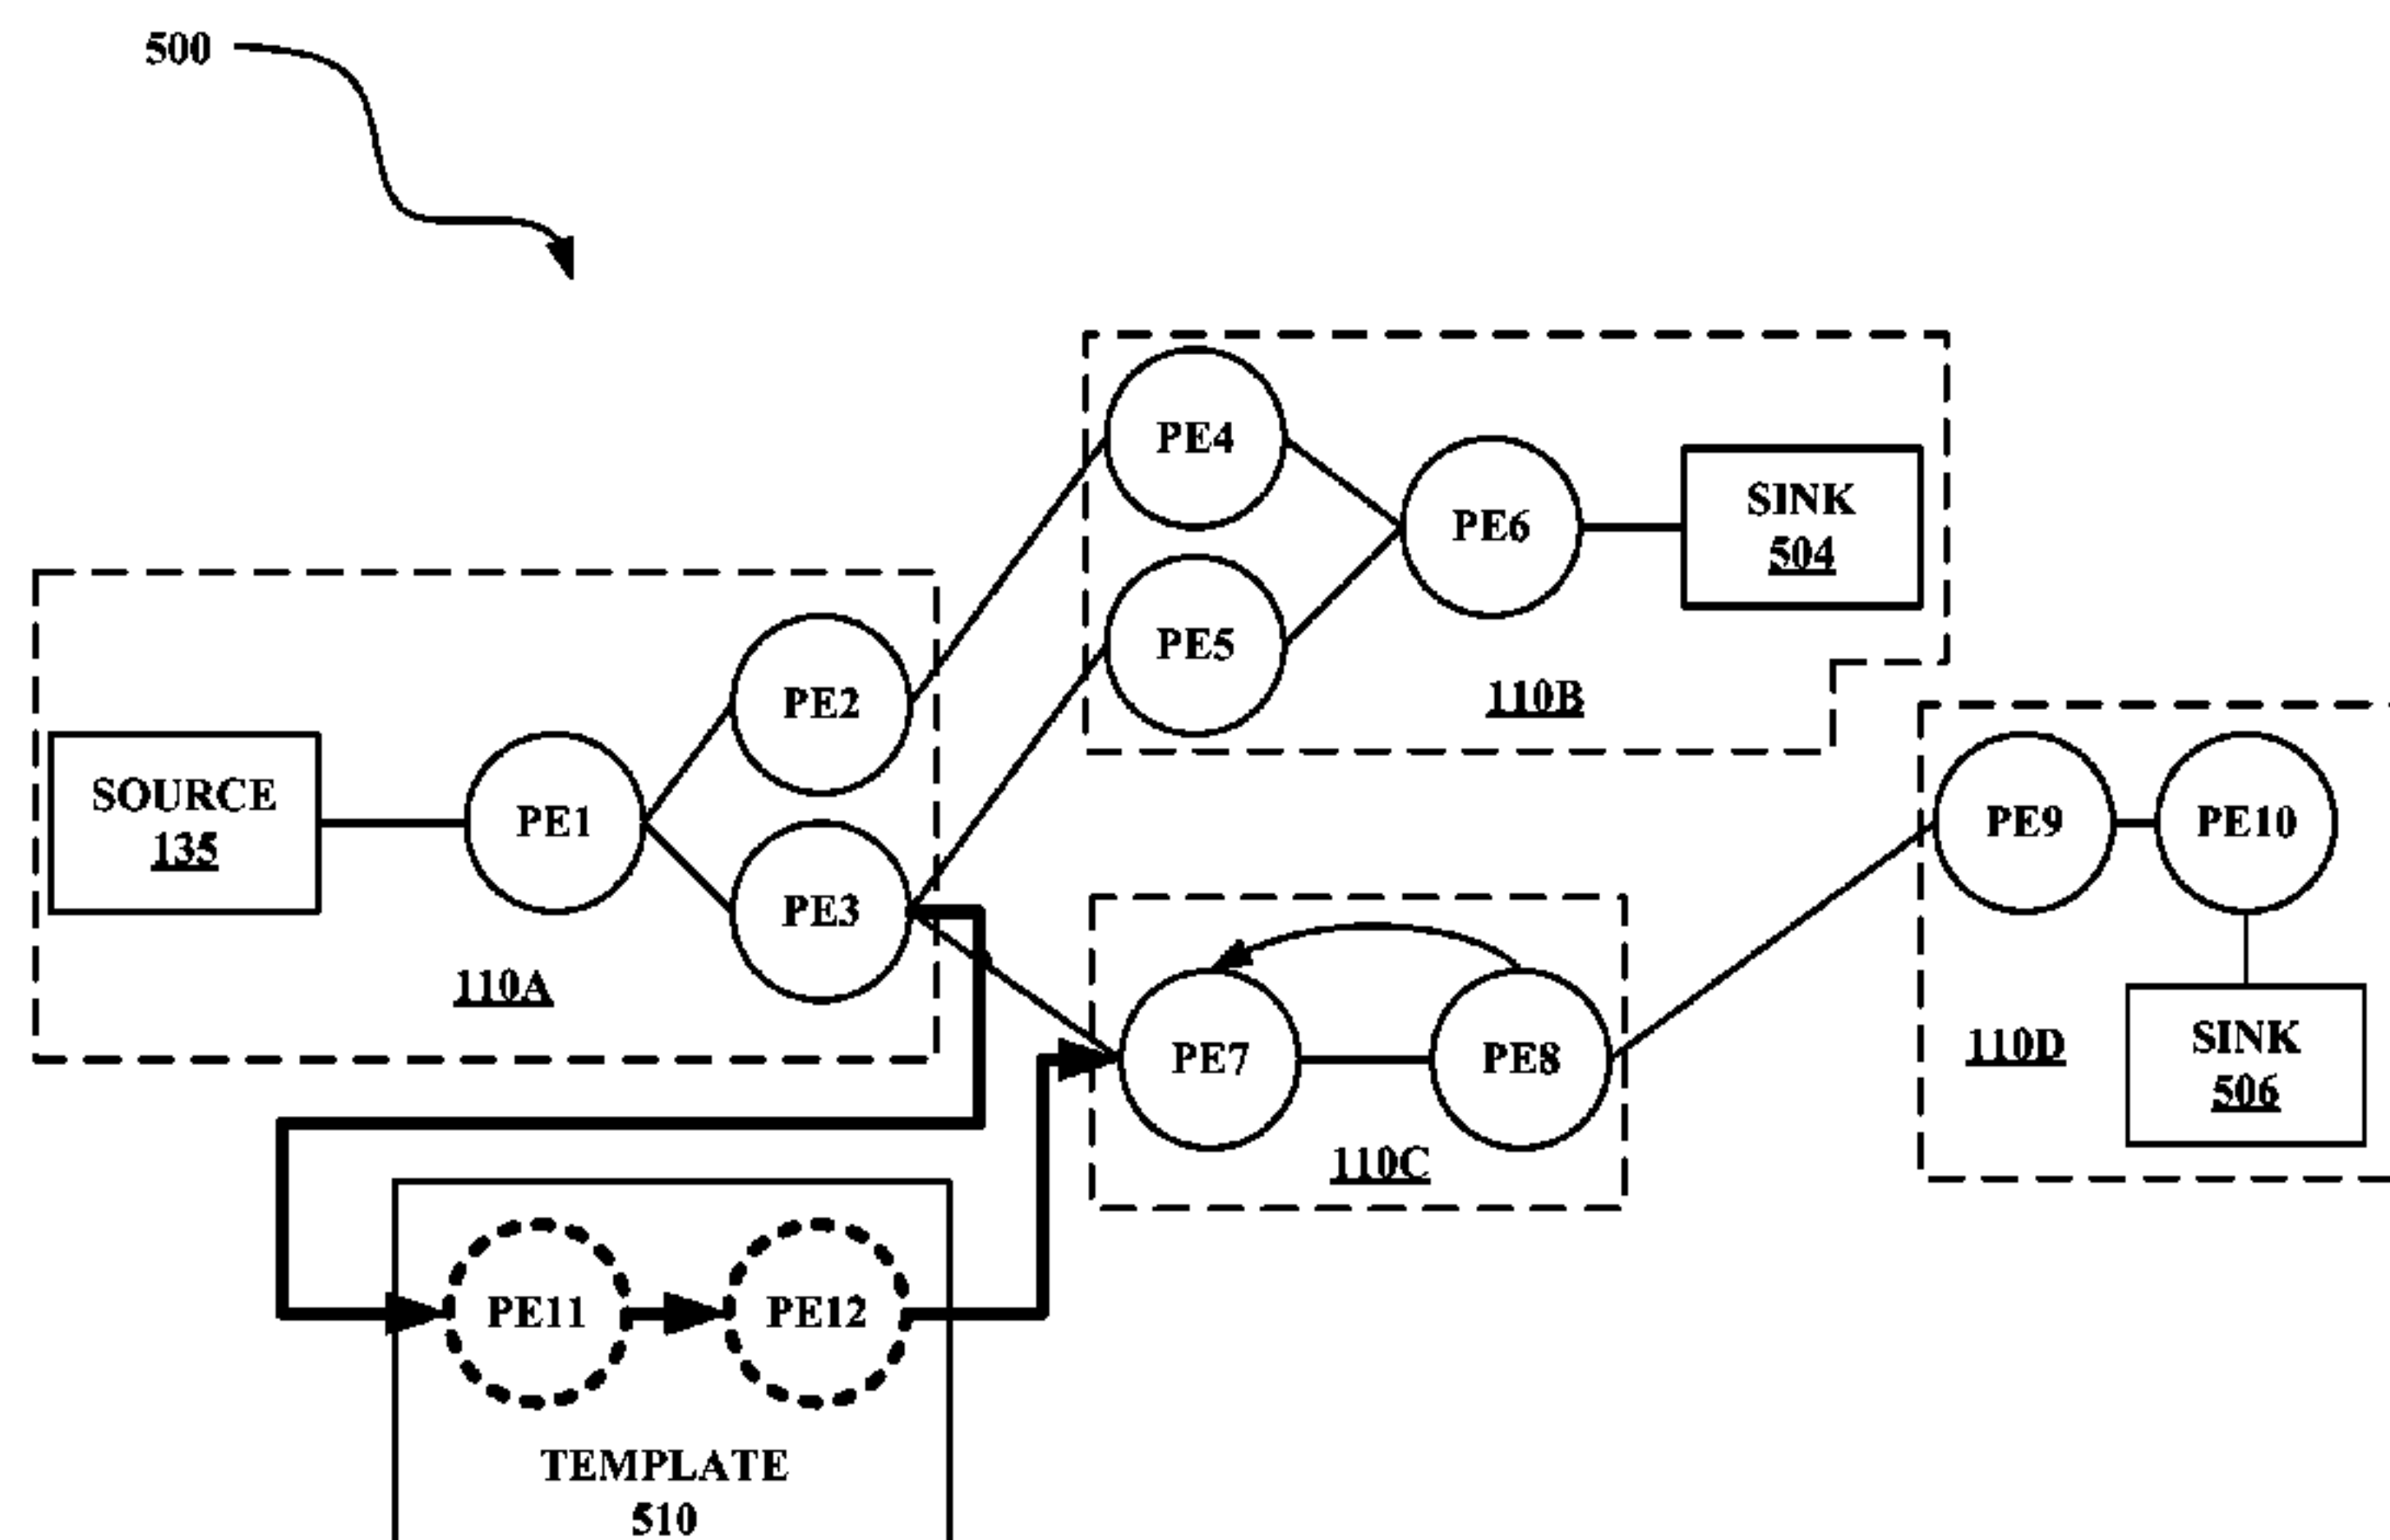 500
PE4
PE6
SINK
504
PE5
110B
PE2
SOURCE
135
PE1
PE3
110A
PE9
PE10
PE7
PE8
110C
110D
SINK
506
PE11
PE12
TEMPLATE
510